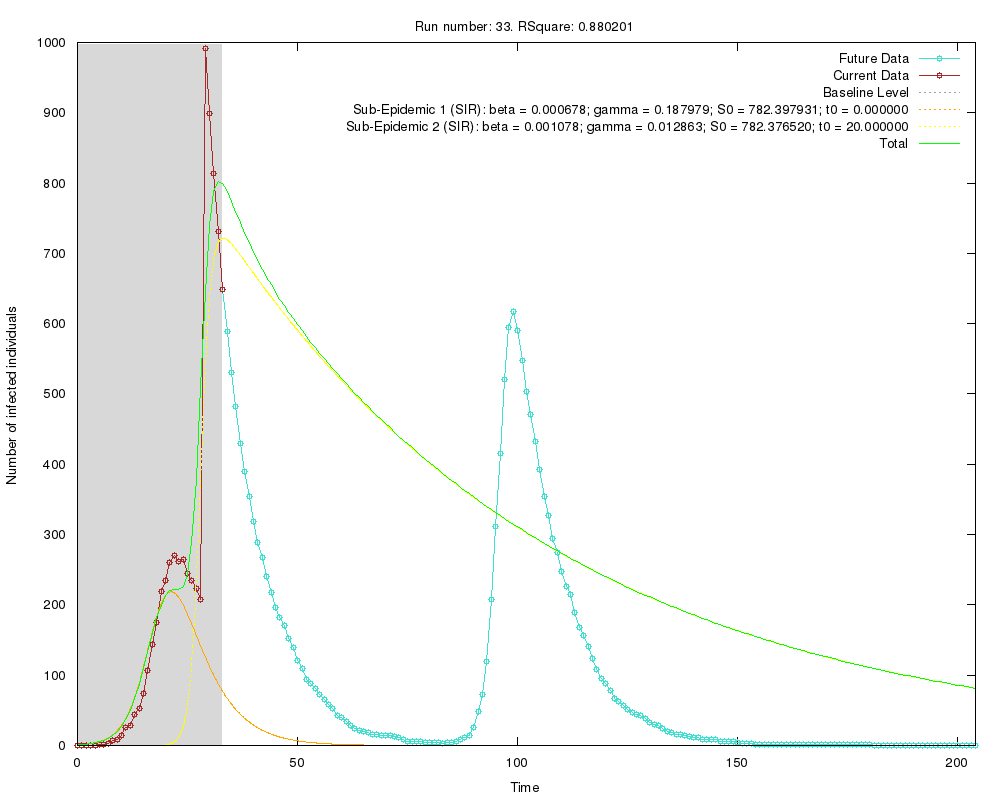 Run number: 33. RSquare: 0.880201
1000
900
800
700
600
500
400
300
200
100
0
Number of infected individuals
Future Data
Current Data
Baseline Level
Sub-Epidemic 1 (SIR): beta = 0.000678; gamma = 0.187979; S0 = 782.397931; t0 = 0.000000
Sub-Epidemic 2 (SIR): beta = 0.001078; gamma = 0.012863; S0 = 782.376520; t0 = 20.000000
Total
0 50 100 150 200
Time